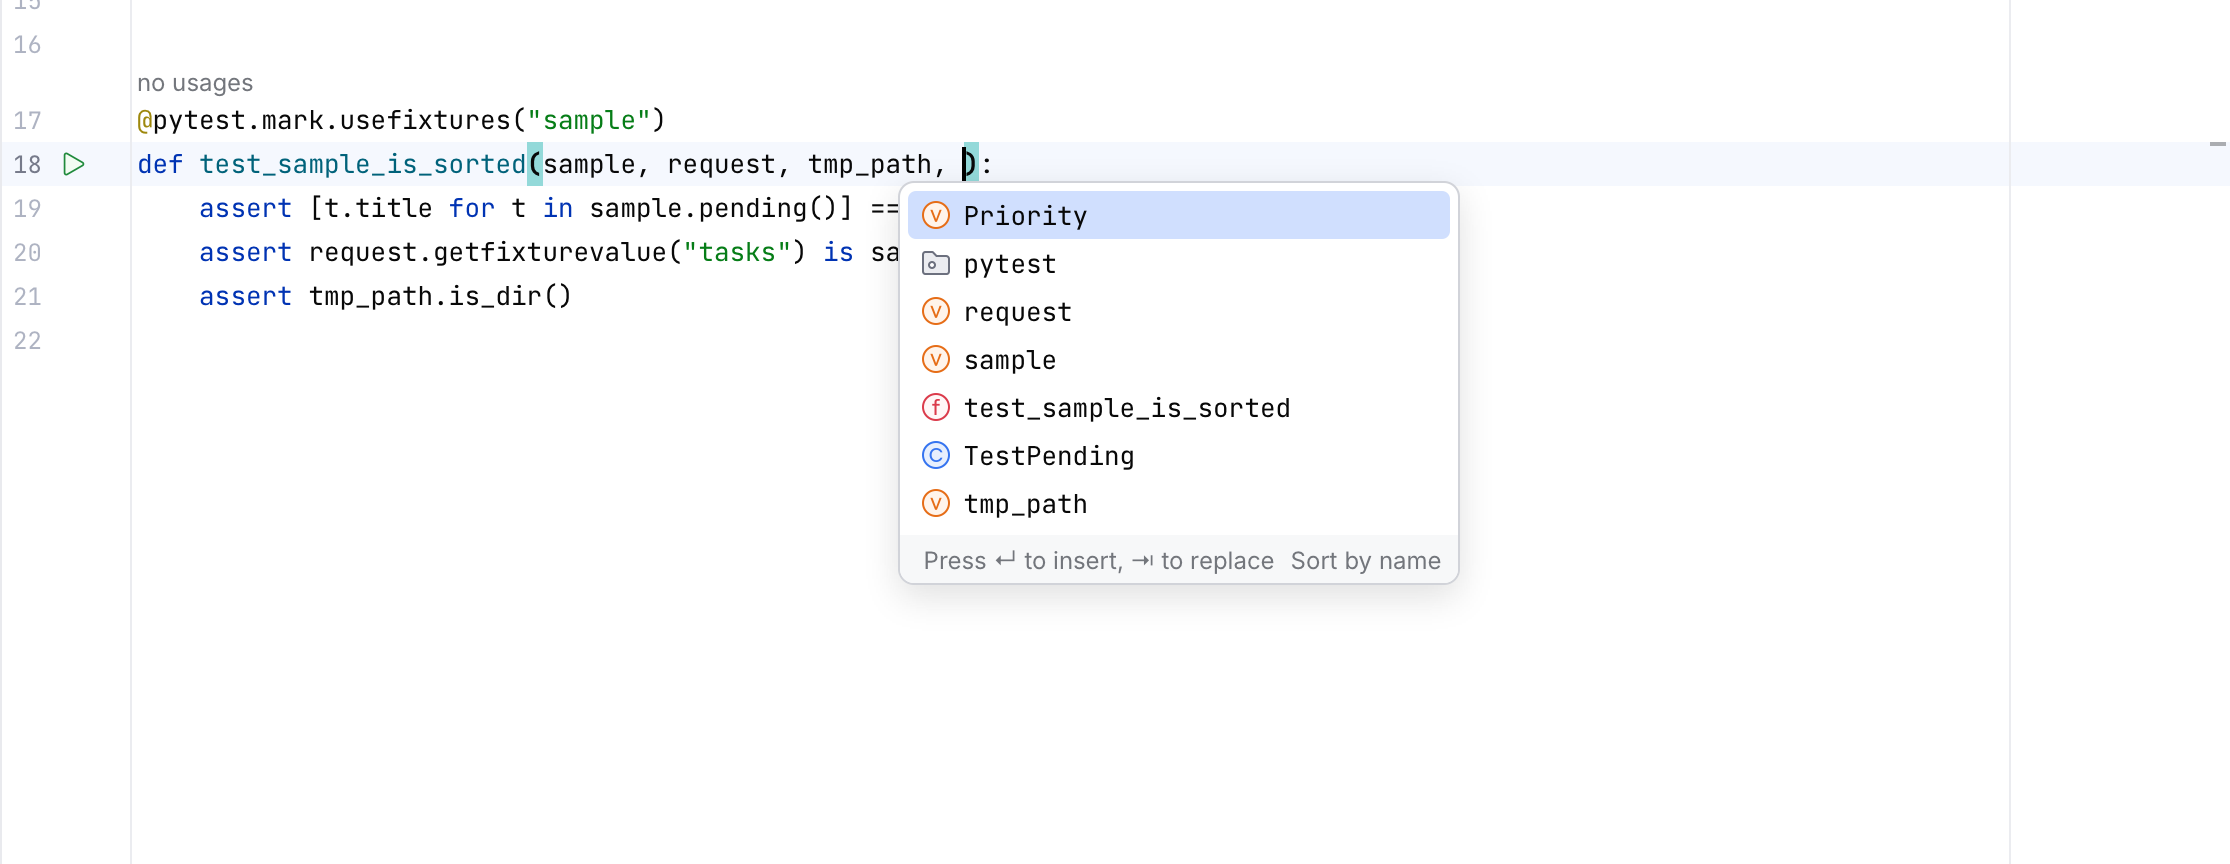 15
16
no usages
17 @pytest.mark.usefixtures("sample")
18 def test_sample_is_sorted(sample, request, tmp_path, ):
19 assert [t.title for t in sample.pending()] ==
20 assert request.getfixturevalue("tasks") is sa
21 assert tmp_path.is_dir()
22
Priority
pytest
request
sample
test_sample_is_sorted
TestPending
tmp_path
Press ↵ to insert, ⇥ to replace Sort by name